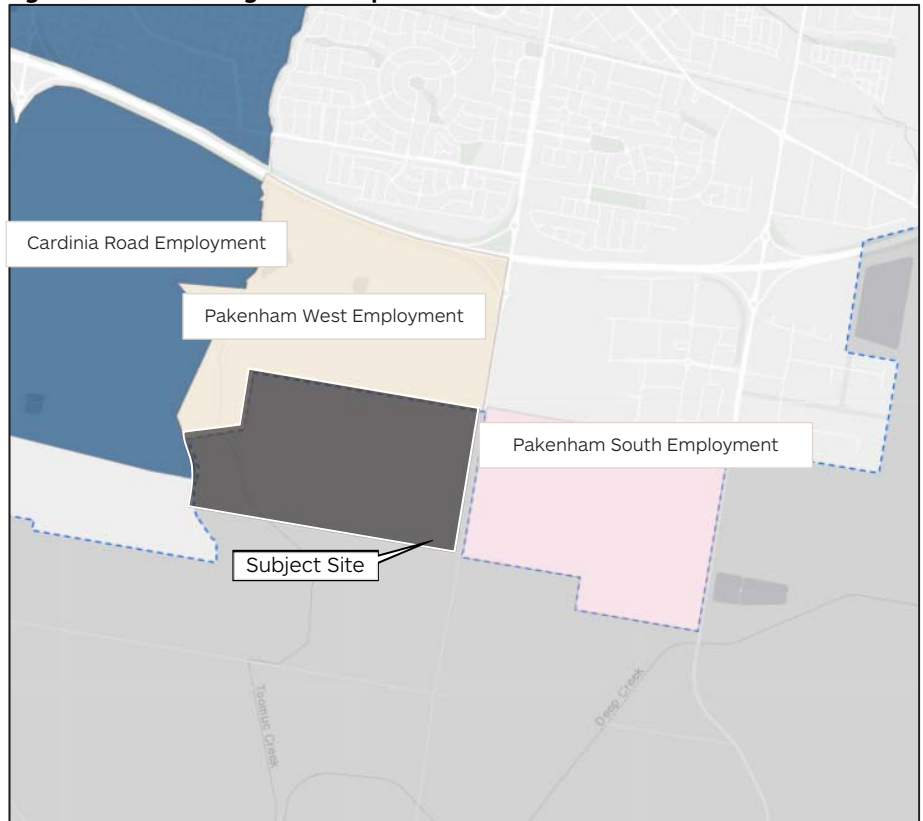 Cardinia Road Employment
Pakenham West Employment
Pakenham South Employment
Subject Site
Deep Creek
Toomuc Creek